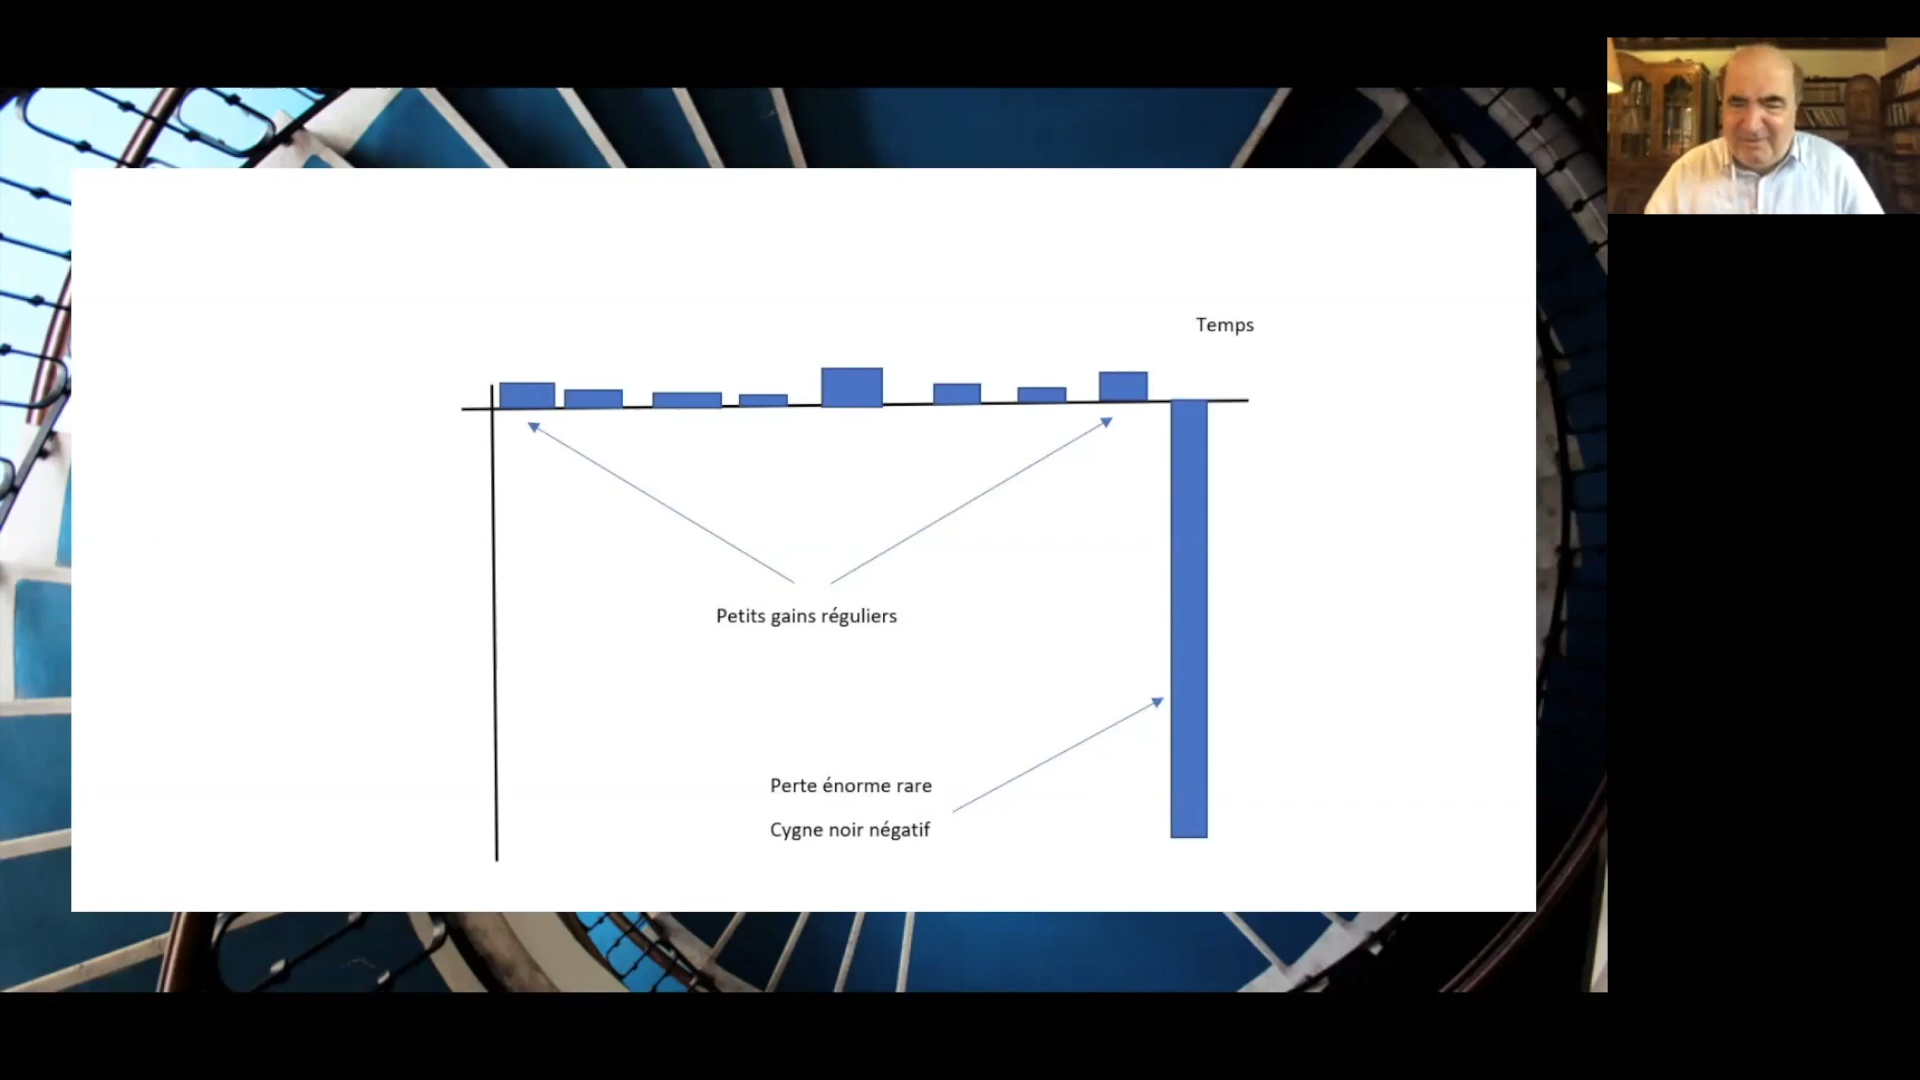 Temps
Petits gains réguliers
Perte énorme rare
Cygne noir négatif